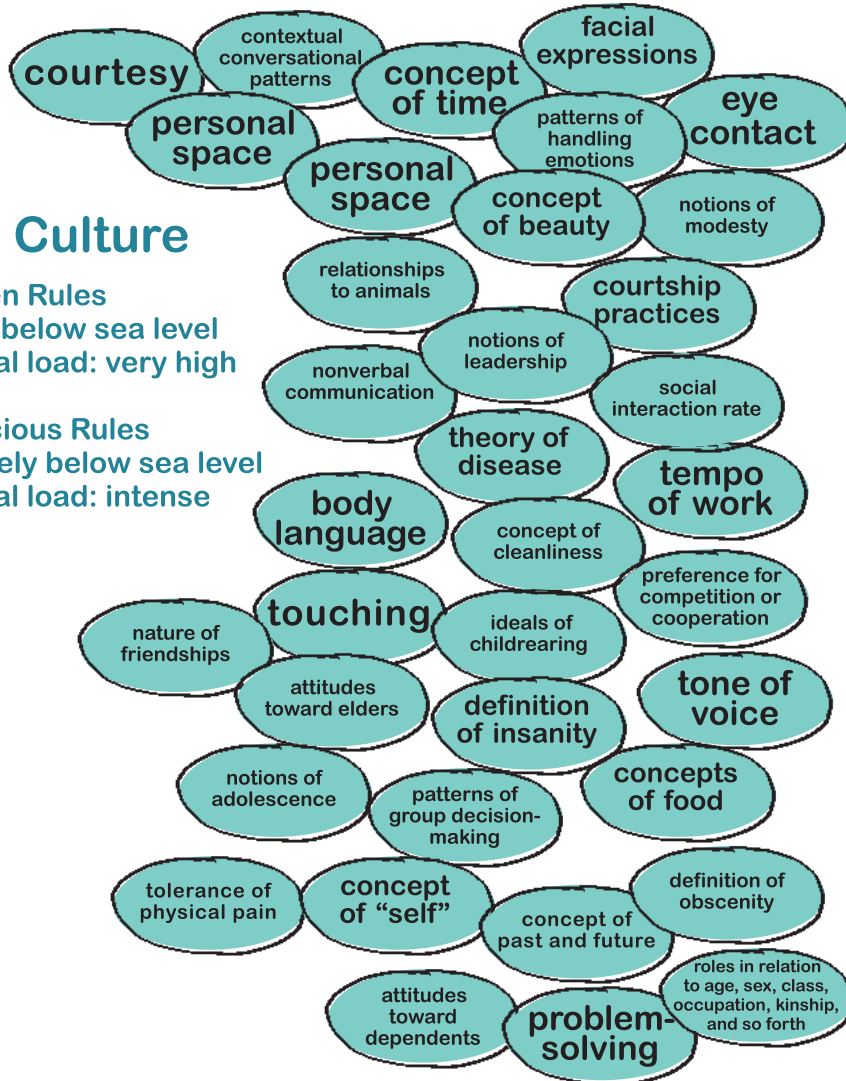 courtesy
contextual
conversational
patterns
concept
of time
facial
expressions
personal
space
patterns of
handling
emotions
eye
contact
personal
space
concept
of beauty
notions of
modesty
Culture
relationships
to animals
courtship
practices
en Rules
below sea level
al load: very high
notions of
leadership
nonverbal
communication
social
interaction rate
cious Rules
ely below sea level
al load: intense
theory of
disease
tempo
of work
body
language
concept of
cleanliness
preference for
competition or
cooperation
touching
ideals of
childrearing
nature of
friendships
attitudes
toward elders
definition
of insanity
tone of
voice
notions of
adolescence
patterns of
group decision-
making
concepts
of food
tolerance of
physical pain
concept
of “self”
concept of
past and future
definition of
obscenity
attitudes
toward
dependents
problem-
solving
roles in relation
to age, sex, class,
occupation, kinship,
and so forth